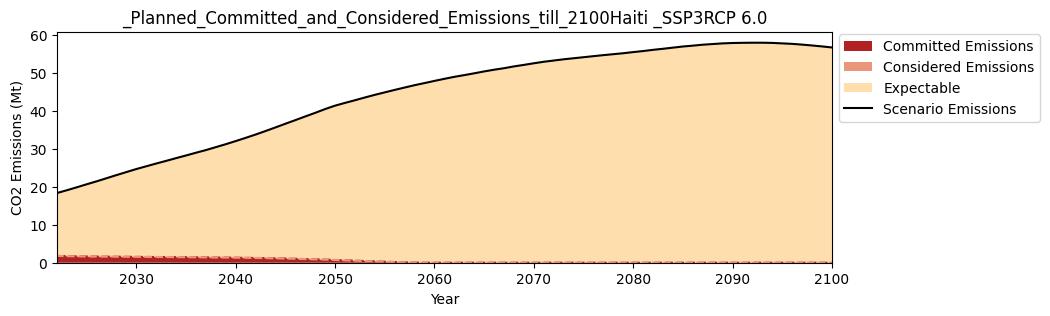 _Planned_Committed_and_Considered_Emissions_till_2100Haiti _SSP3RCP 6.0
CO2 Emissions (Mt)
60
50
40
30
20
10
0
2030 2040 2050 2060 2070 2080 2090 2100
Year
Committed Emissions
Considered Emissions
Expectable
Scenario Emissions